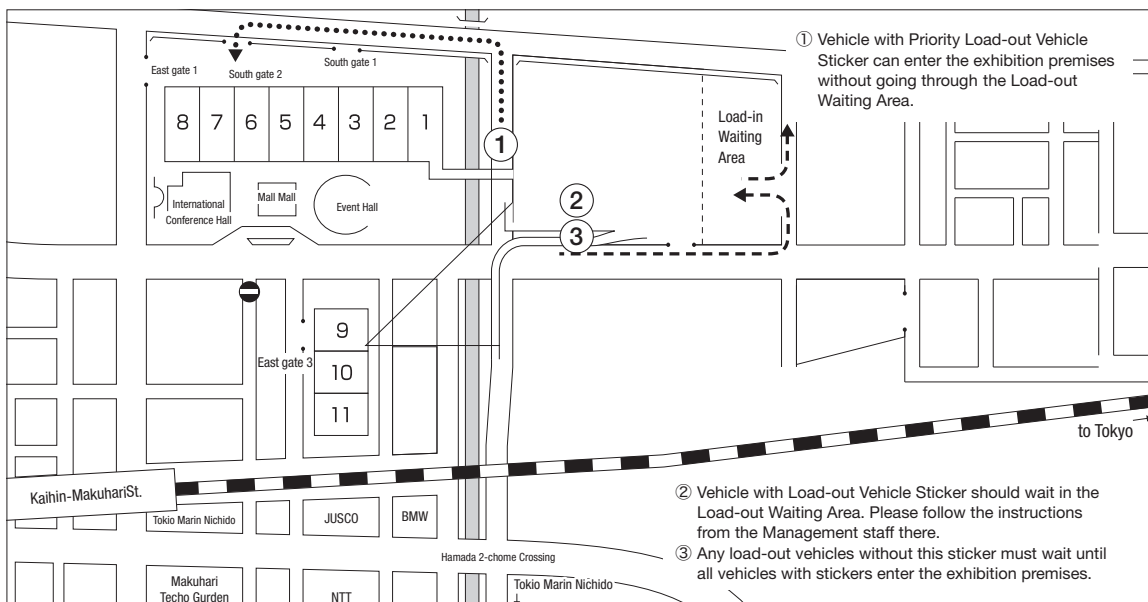 ① Vehicle with Priority Load-out Vehicle
Sticker can enter the exhibition premises
without going through the Load-out
Waiting Area.
East gate 1
South gate 2
South gate 1
8 7 6 5 4 3 2 1
①
Load-in
Waiting
Area
International
Conference Hall
Mall Mall
Event Hall
②
③
East gate 3
9
10
11
to Tokyo
Kaihin-MakuhariSt.
Tokio Marin Nichido
JUSCO
BMW
② Vehicle with Load-out Vehicle Sticker should wait in the
Load-out Waiting Area. Please follow the instructions
from the Management staff there.
③ Any load-out vehicles without this sticker must wait until
all vehicles with stickers enter the exhibition premises.
Hamada 2-chome Crossing
Makuhari
Techo Gurden
NTT
Tokio Marin Nichido